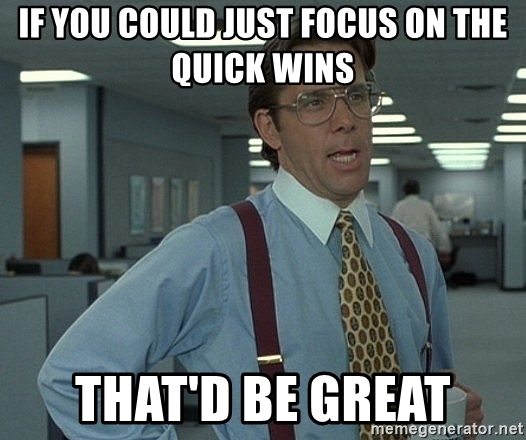 IF YOU COULD JUST FOCUS ON THE
QUICK WINS
THAT'D BE GREAT
memegenerator.net